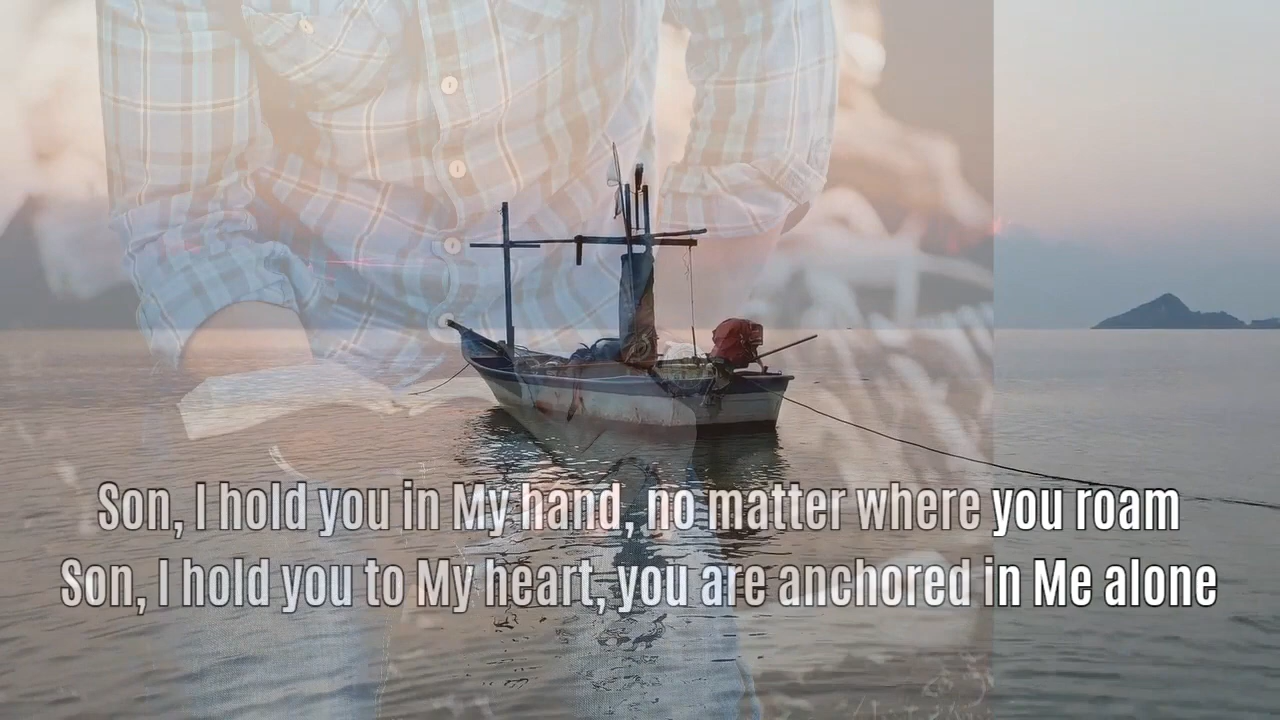 Son, I hold you in My hand, no matter where you roam
Son, I hold you to My heart, you are anchored in Me alone